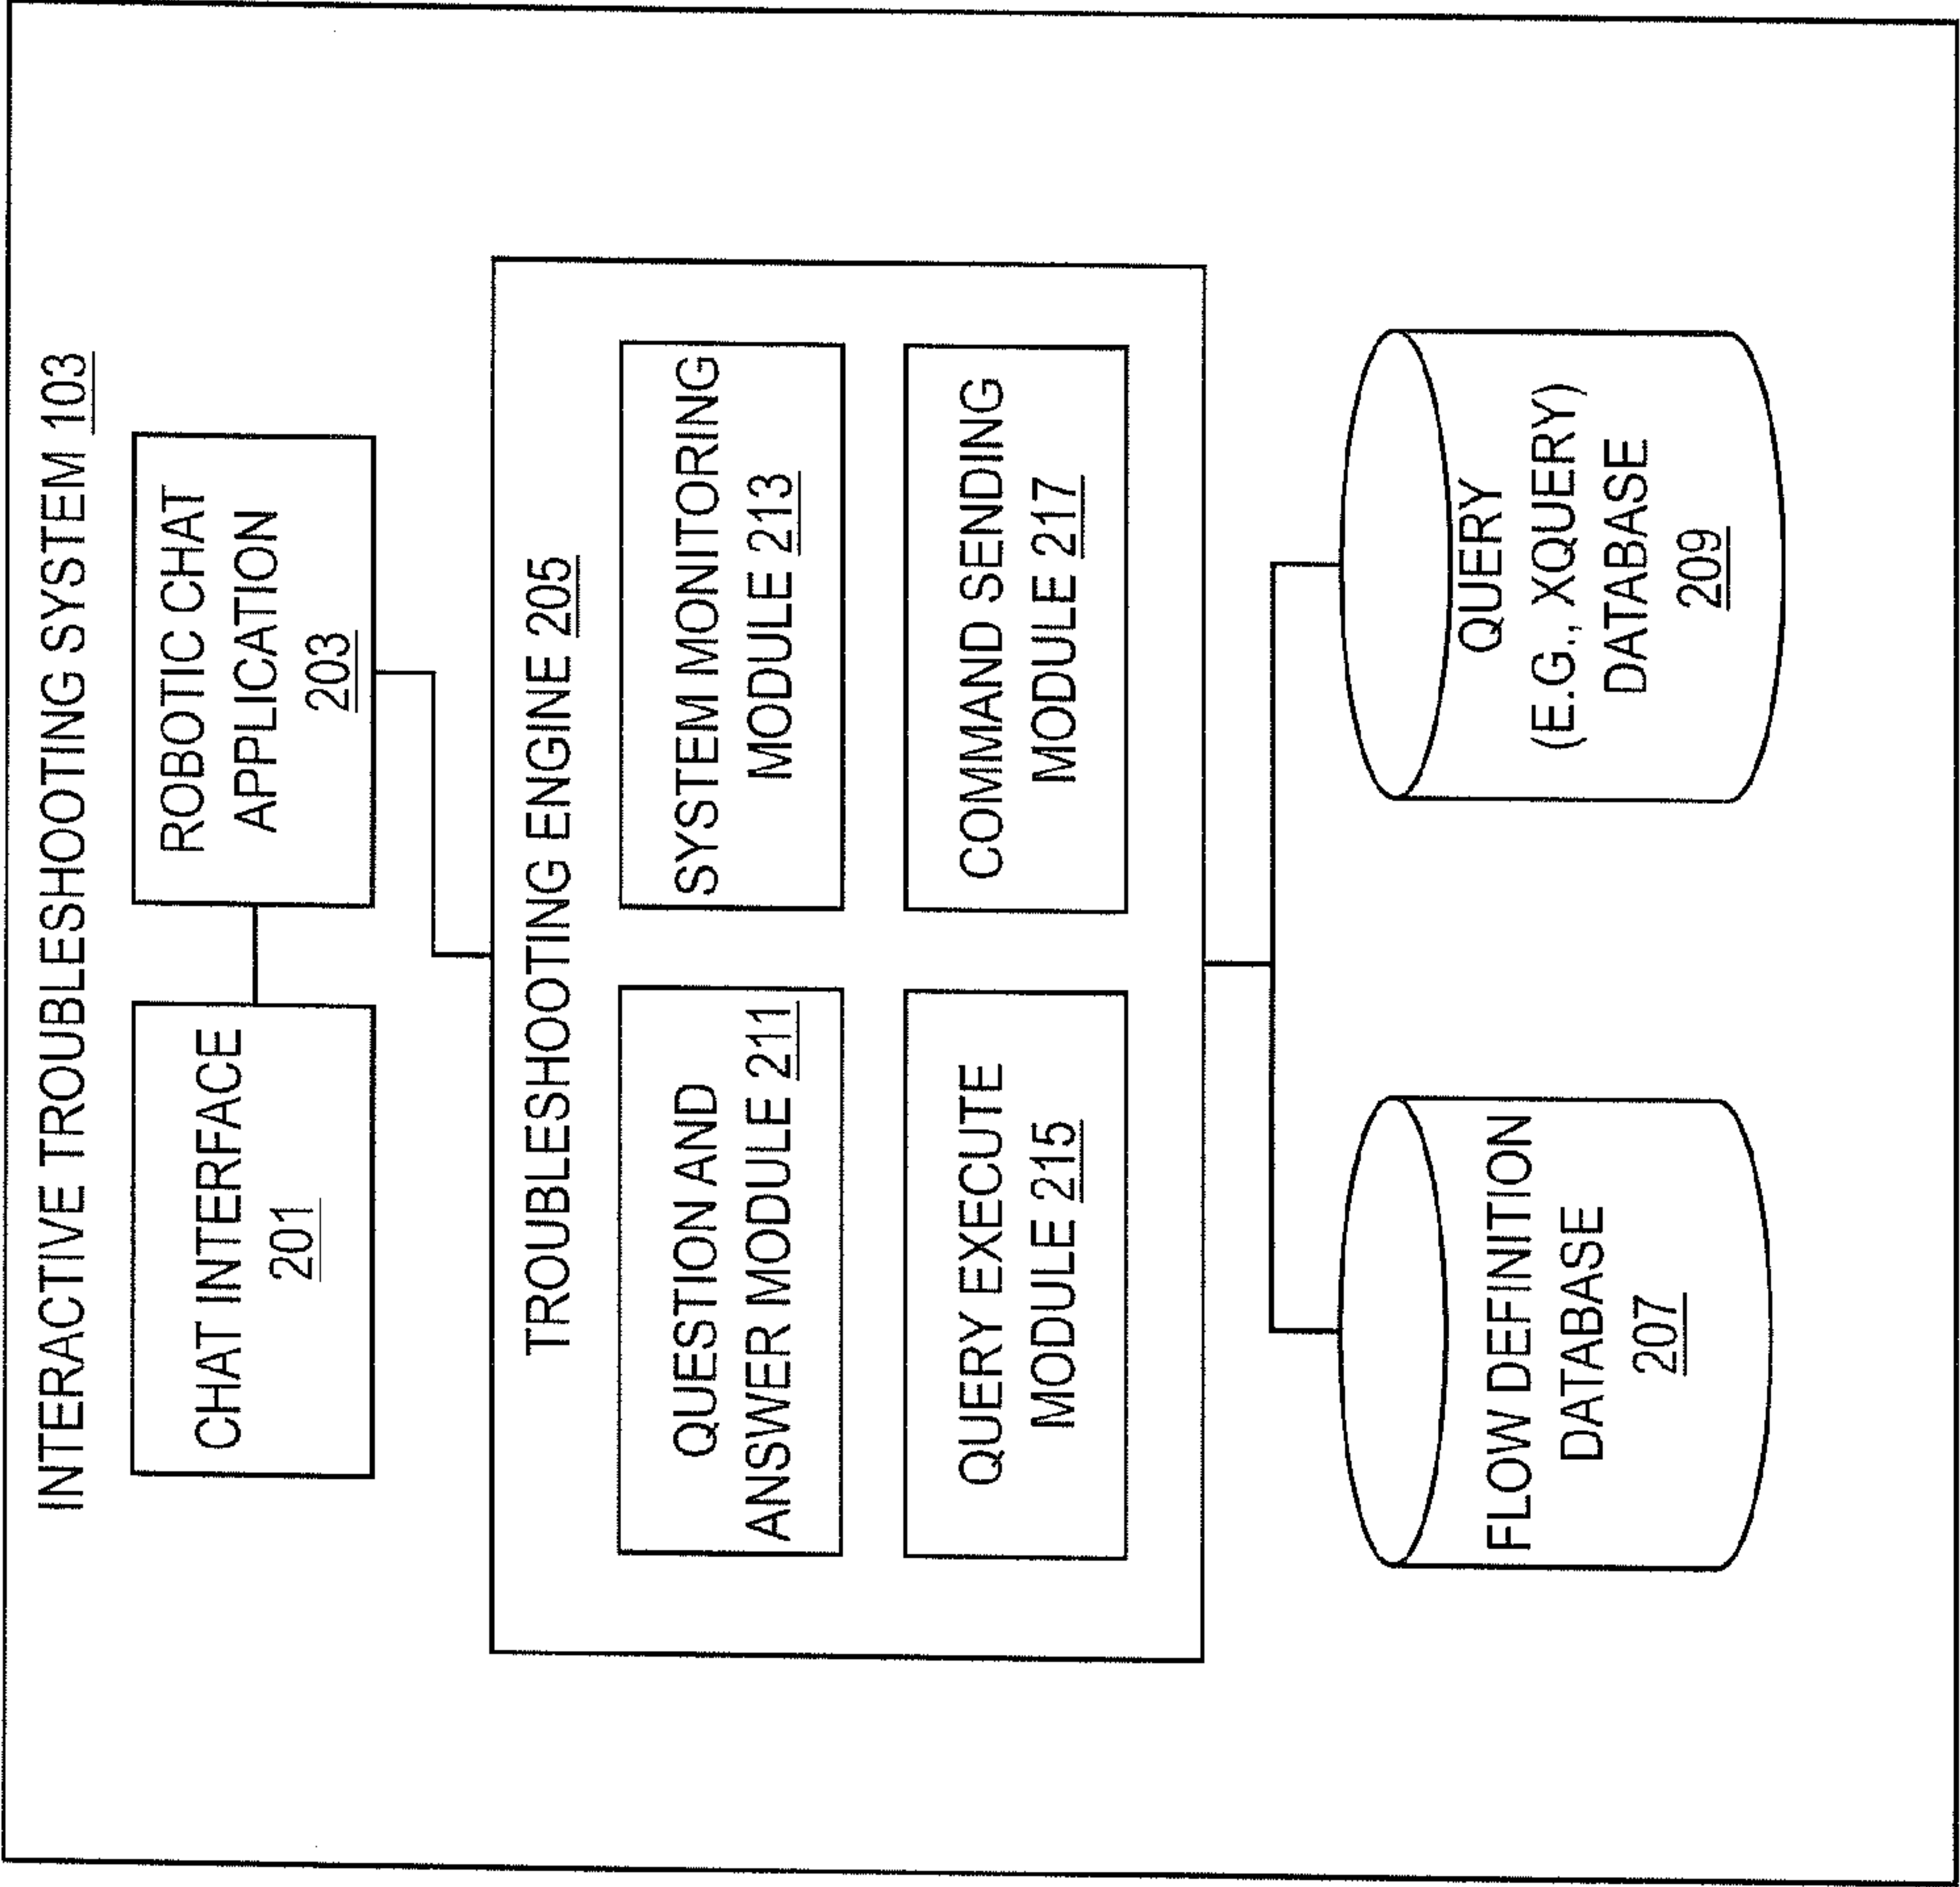 INTERACTIVE TROUBLESHOOTING SYSTEM 103
CHAT INTERFACE
201
ROBOTIC CHAT
APPLICATION
203
TROUBLESHOOTING ENGINE 205
QUESTION AND
ANSWER MODULE 211
SYSTEM MONITORING
MODULE 213
QUERY EXECUTE
MODULE 215
COMMAND SENDING
MODULE 217
FLOW DEFINITION
DATABASE
207
QUERY
(E.G., XQUERY)
DATABASE
209